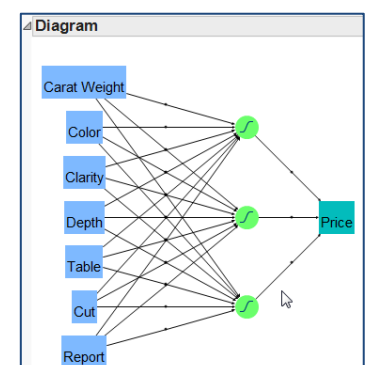 Diagram
Carat Weight
Color
Clarity
Depth
Price
Table
Cut
Report